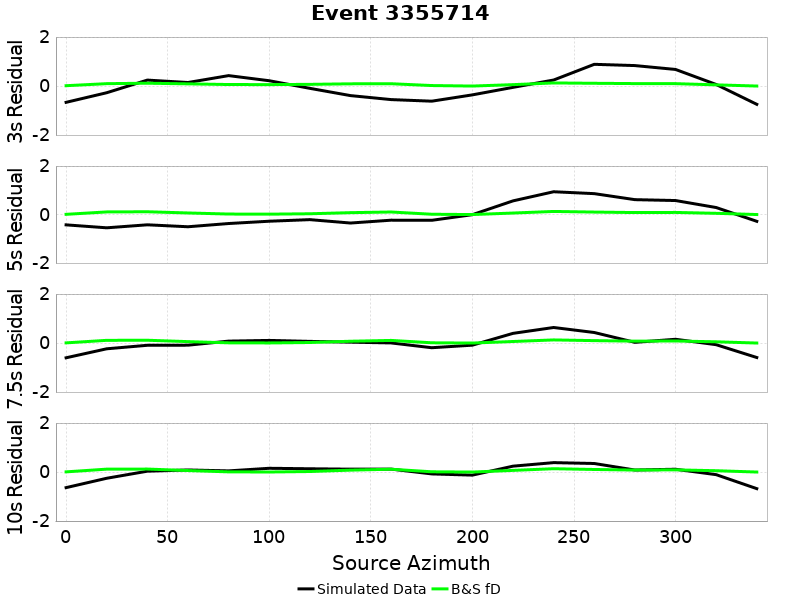 Event 3355714
3s Residual
2
0
-2
5s Residual
2
0
-2
7.5s Residual
2
0
-2
10s Residual
2
0
-2
0 50 100 150 200 250 300
Source Azimuth
Simulated Data B&S fD